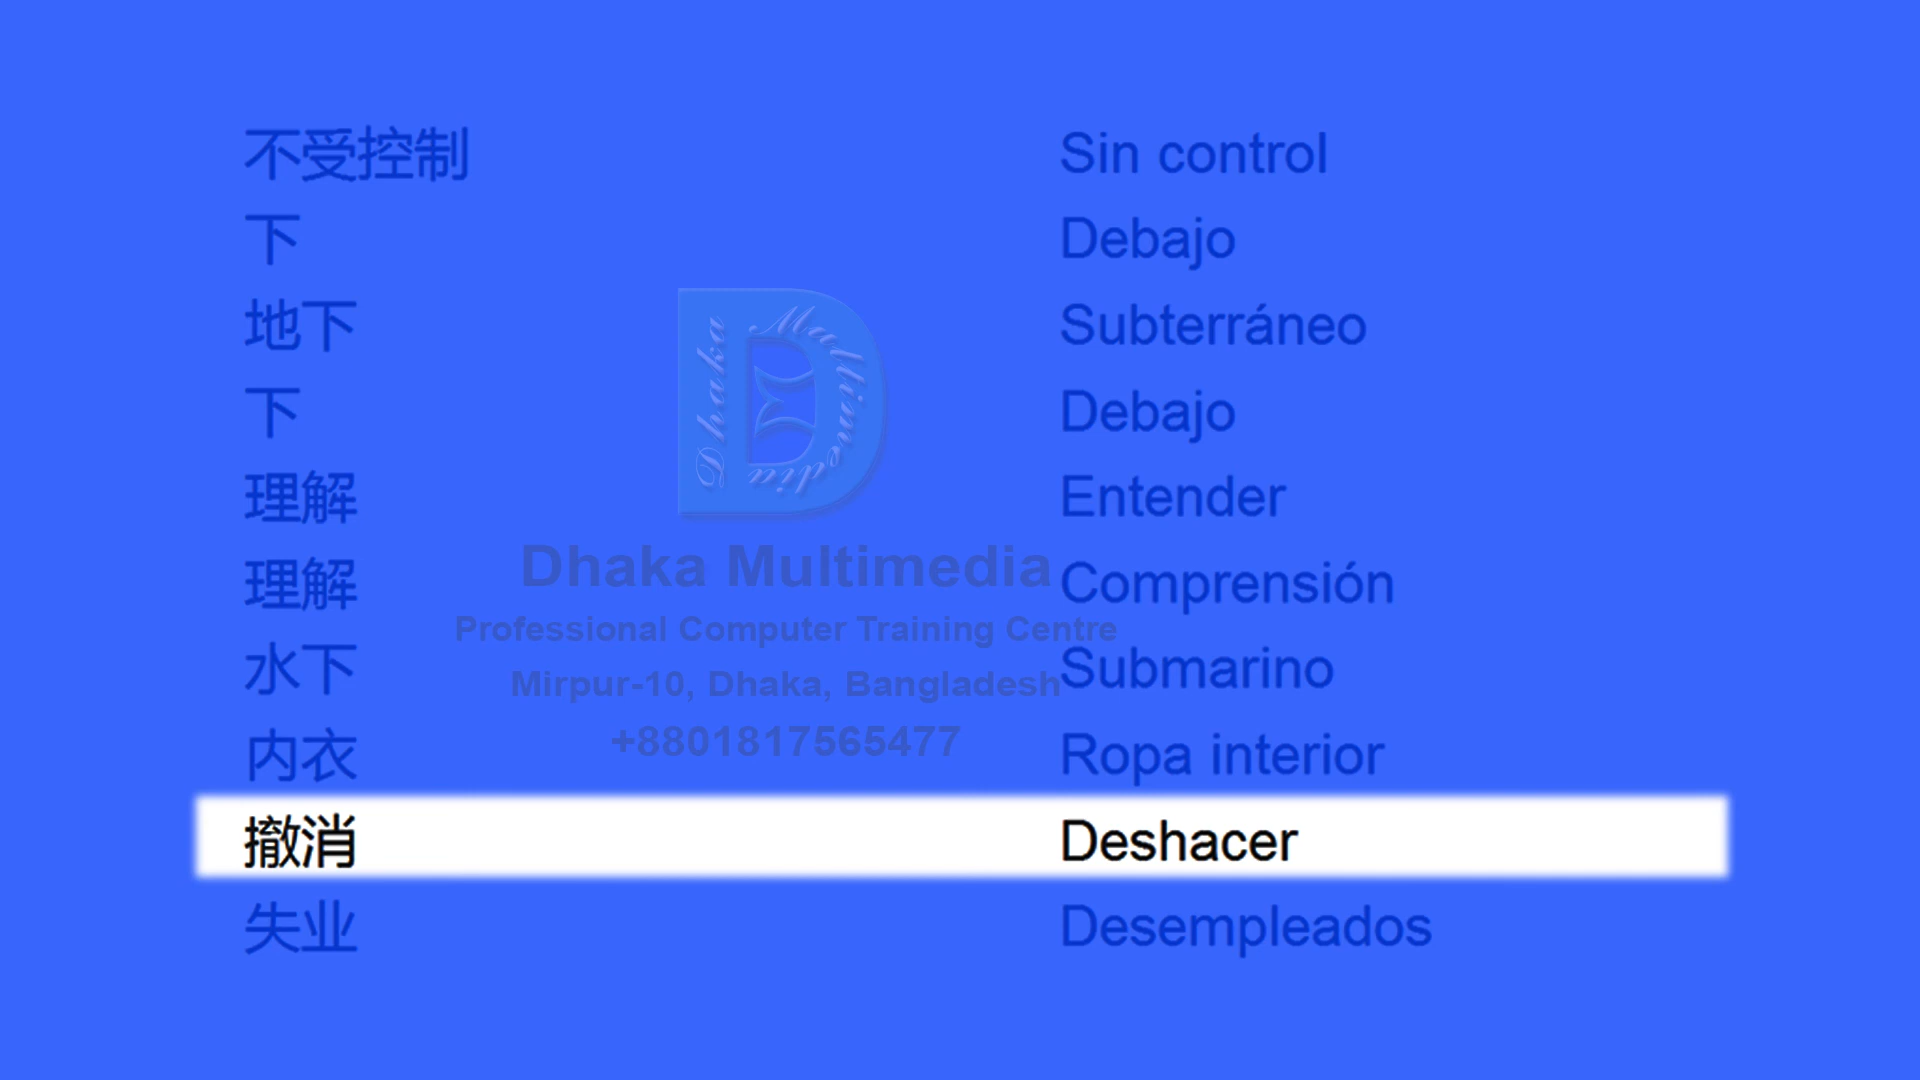 不受控制 Sin control
下 Debajo
地下 Subterráneo
下 Debajo
理解 Entender
理解 Comprensión
水下 Submarino
内衣 Ropa interior
撤消 Deshacer
失业 Desempleados
Dhaka Multimedia
Dhaka Multimedia
Professional Computer Training Centre
Mirpur-10, Dhaka, Bangladesh
+8801817565477